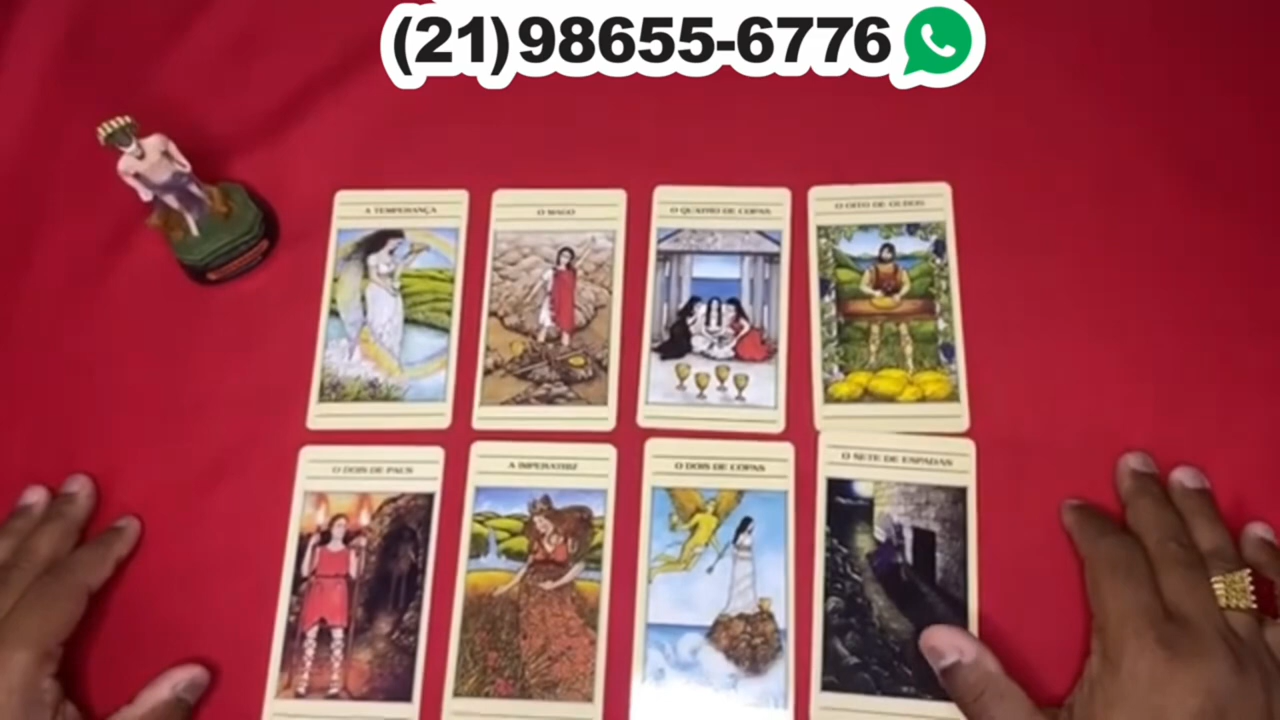 (21)98655-6776
A TEMPERANÇA
O MAGO
O QUATRO DE COPAS
O OITO DE OUROS
O DOIS DE PAUS
A IMPERATRIZ
O DOIS DE COPAS
O SETE DE ESPADAS